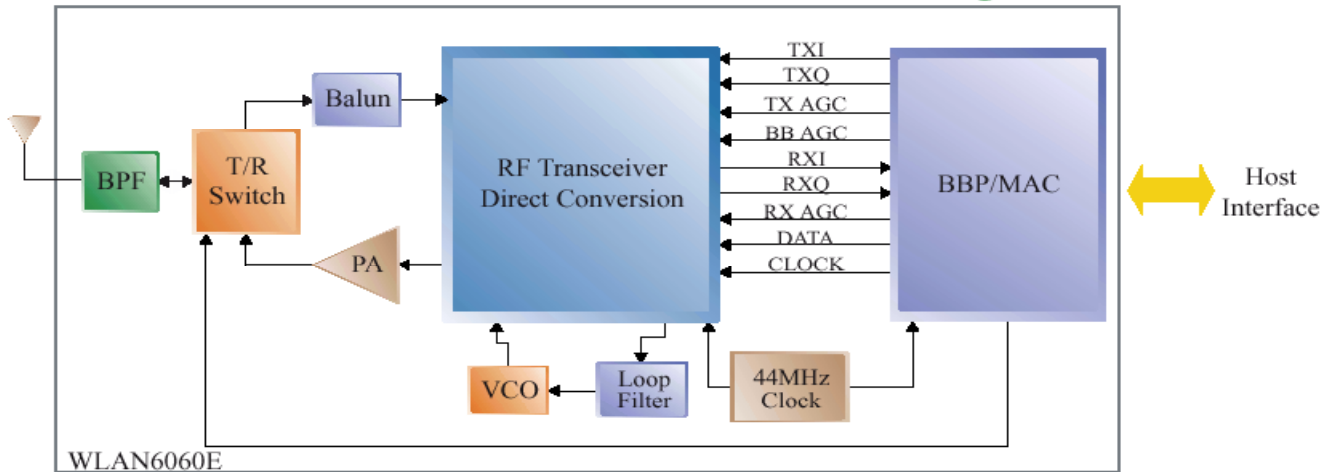 TXI
TXQ
TX AGC
BB AGC
RXI
RXQ
RX AGC
DATA
CLOCK
Balun
BPF
T/R
Switch
RF Transceiver
Direct Conversion
BBP/MAC
Host
Interface
PA
VCO
Loop
Filter
44MHz
Clock
WLAN6060E